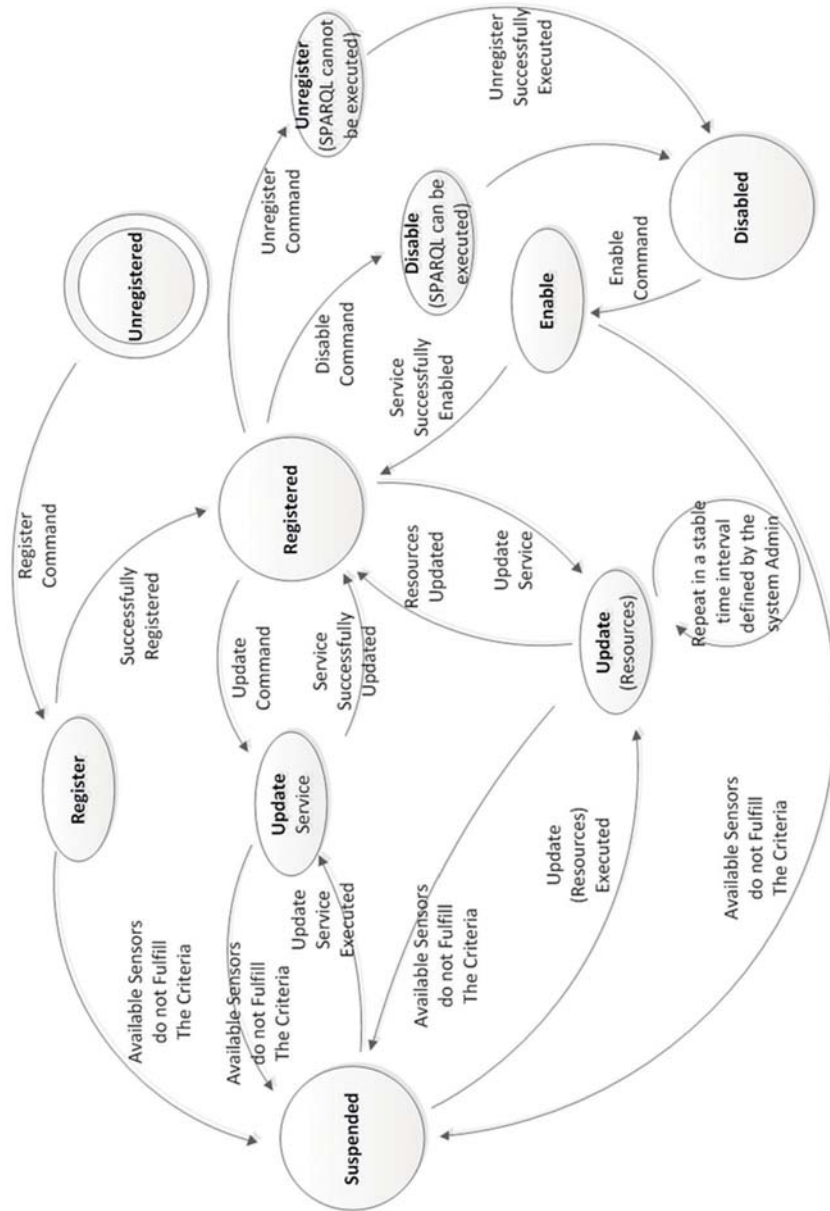 Unregistered
Register
Command
Register
Successfully
Registered
Available Sensors
do not Fulfill
The Criteria
Unregister
(SPARQL cannot
be executed)
Unregister
Command
Unregister
Successfully
Executed
Registered
Disable
Command
Disable
(SPARQL can be
executed)
Update
Command
Update
Service
Service
Successfully
Updated
Available Sensors
do not Fulfill
The Criteria
Update
Service
Executed
Suspended
Service
Successfully
Enabled
Enable
Enable
Command
Disabled
Resources
Updated
Update
Service
Update
(Resources)
Repeat in a stable
time interval
defined by the
system Admin
Available Sensors
do not Fulfill
The Criteria
Update
(Resources)
Executed
Available Sensors
do not Fulfill
The Criteria